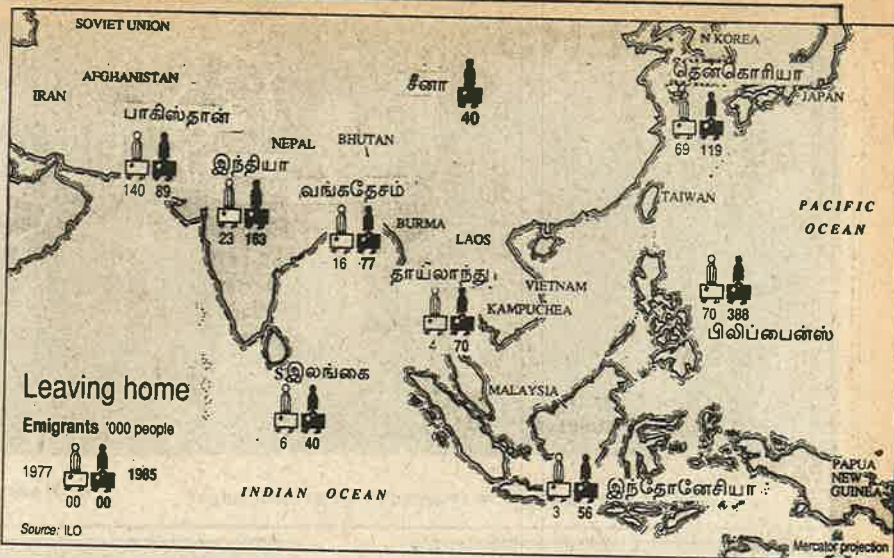 SOVIET UNION
N KOREA
தென்கொரியா
சீனா
40
AFGHANISTAN
IRAN
JAPAN
பாகிஸ்தான்
69 119
NEPAL
BHUTAN
140 89
இந்தியா
வங்கதேசம்
TAIWAN
PACIFIC
OCEAN
23 163
BURMA
16 77
LAOS
தாய்லாந்து
VIETNAM
KAMPUCHEA
70 388
4 70
பிலிப்பைன்ஸ்
S இலங்கை
MALAYSIA
Leaving home
6 40
Emigrants '000 people
1977 1985
00 00
PAPUA
NEW
GUINEA
இந்தோனேசியா
INDIAN OCEAN
3 56
Source: ILO
Mercator projection